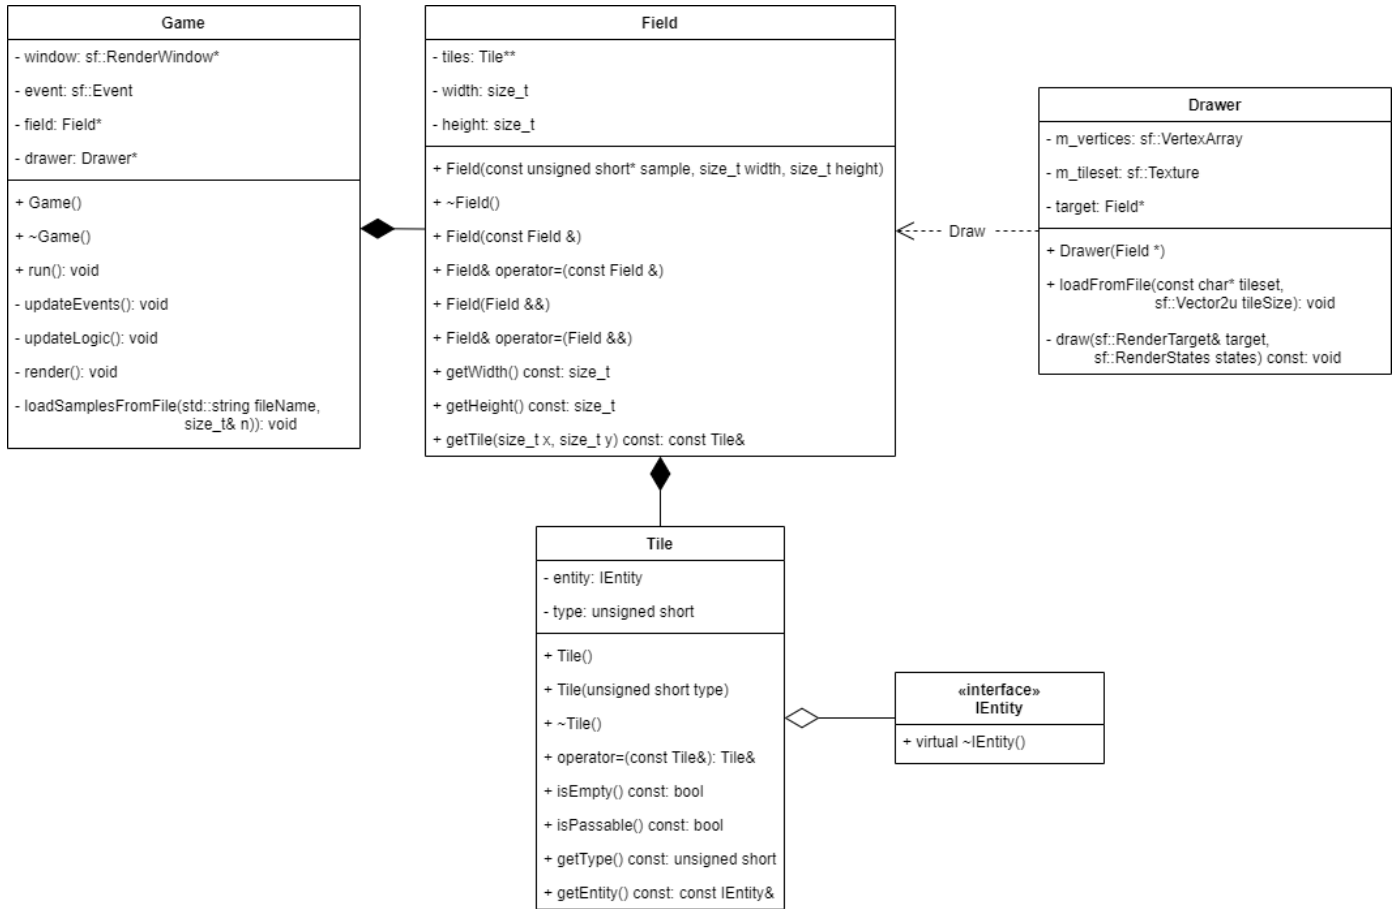 Game
- window: sf::RenderWindow*
- event: sf::Event
- field: Field*
- drawer: Drawer*
+ Game()
+ ~Game()
+ run(): void
- updateEvents(): void
- updateLogic(): void
- render(): void
- loadSamplesFromFile(std::string fileName,
size_t& n)): void
Field
- tiles: Tile**
- width: size_t
- height: size_t
+ Field(const unsigned short* sample, size_t width, size_t height)
+ ~Field()
+ Field(const Field &)
+ Field& operator=(const Field &)
+ Field(Field &&)
+ Field& operator=(Field &&)
+ getWidth() const: size_t
+ getHeight() const: size_t
+ getTile(size_t x, size_t y) const: const Tile&
Draw
Drawer
- m_vertices: sf::VertexArray
- m_tileset: sf::Texture
- target: Field*
+ Drawer(Field *)
+ loadFromFile(const char* tileset,
sf::Vector2u tileSize): void
- draw(sf::RenderTarget& target,
sf::RenderStates states) const: void
Tile
- entity: IEntity
- type: unsigned short
+ Tile()
+ Tile(unsigned short type)
+ ~Tile()
+ operator=(const Tile&): Tile&
+ isEmpty() const: bool
+ isPassable() const: bool
+ getType() const: unsigned short
+ getEntity() const: const IEntity&
«interface»
IEntity
+ virtual ~IEntity()